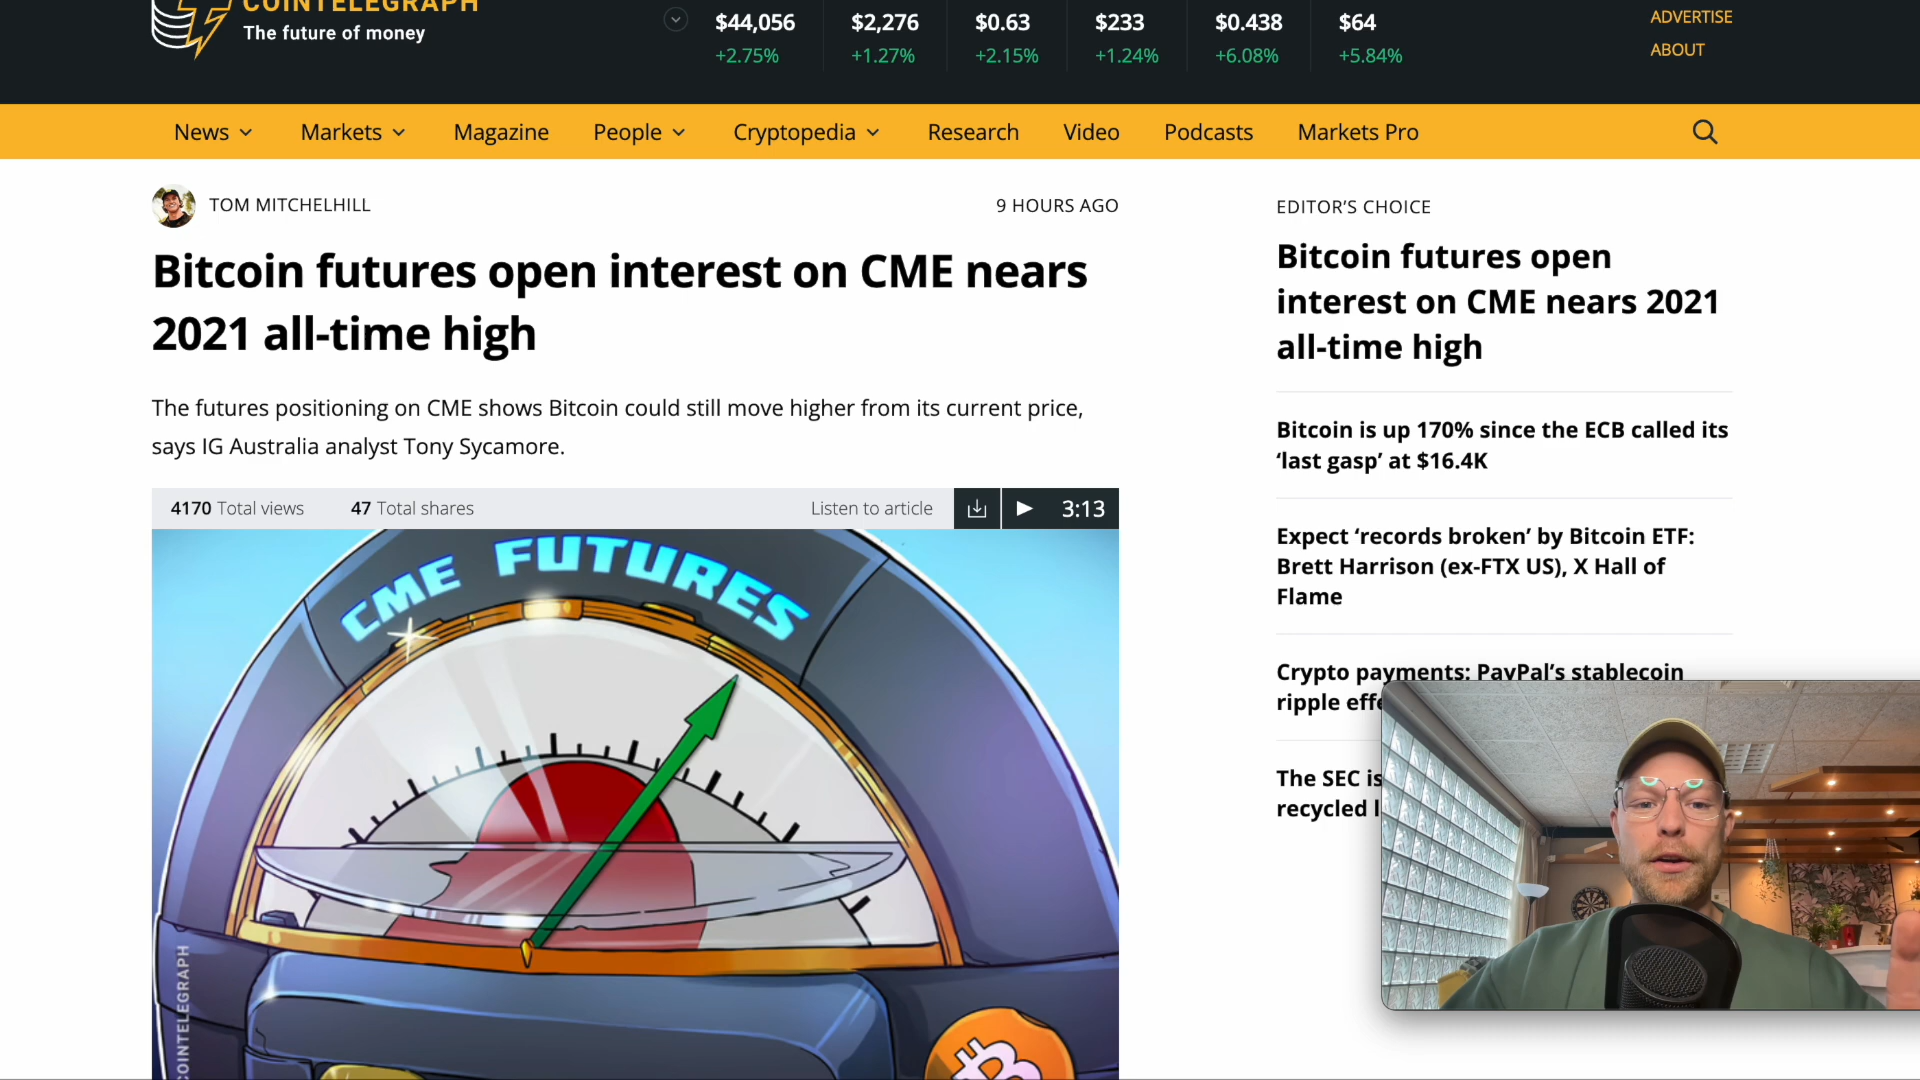 COINTELEGRAPH
The future of money
$44,056 $2,276 $0.63 $233 $0.438 $64
+2.75% +1.27% +2.15% +1.24% +6.08% +5.84%
ADVERTISE
ABOUT
News Markets Magazine People Cryptopedia Research Video Podcasts Markets Pro
TOM MITCHELHILL
9 HOURS AGO
Bitcoin futures open interest on CME nears
2021 all-time high
The futures positioning on CME shows Bitcoin could still move higher from its current price,
says IG Australia analyst Tony Sycamore.
4170 Total views 47 Total shares Listen to article 3:13
CME FUTURES
COINTELEGRAPH
EDITOR’S CHOICE
Bitcoin futures open
interest on CME nears 2021
all-time high
Bitcoin is up 170% since the ECB called its
‘last gasp’ at $16.4K
Expect ‘records broken’ by Bitcoin ETF:
Brett Harrison (ex-FTX US), X Hall of
Flame
Crypto payments: PayPal’s stablecoin
ripple
The SEC is
recycled